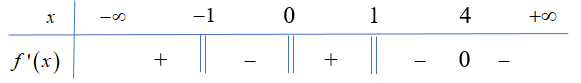 x −∞ −1 0 1 4 +∞
f'(x) + || − || + || − 0 −